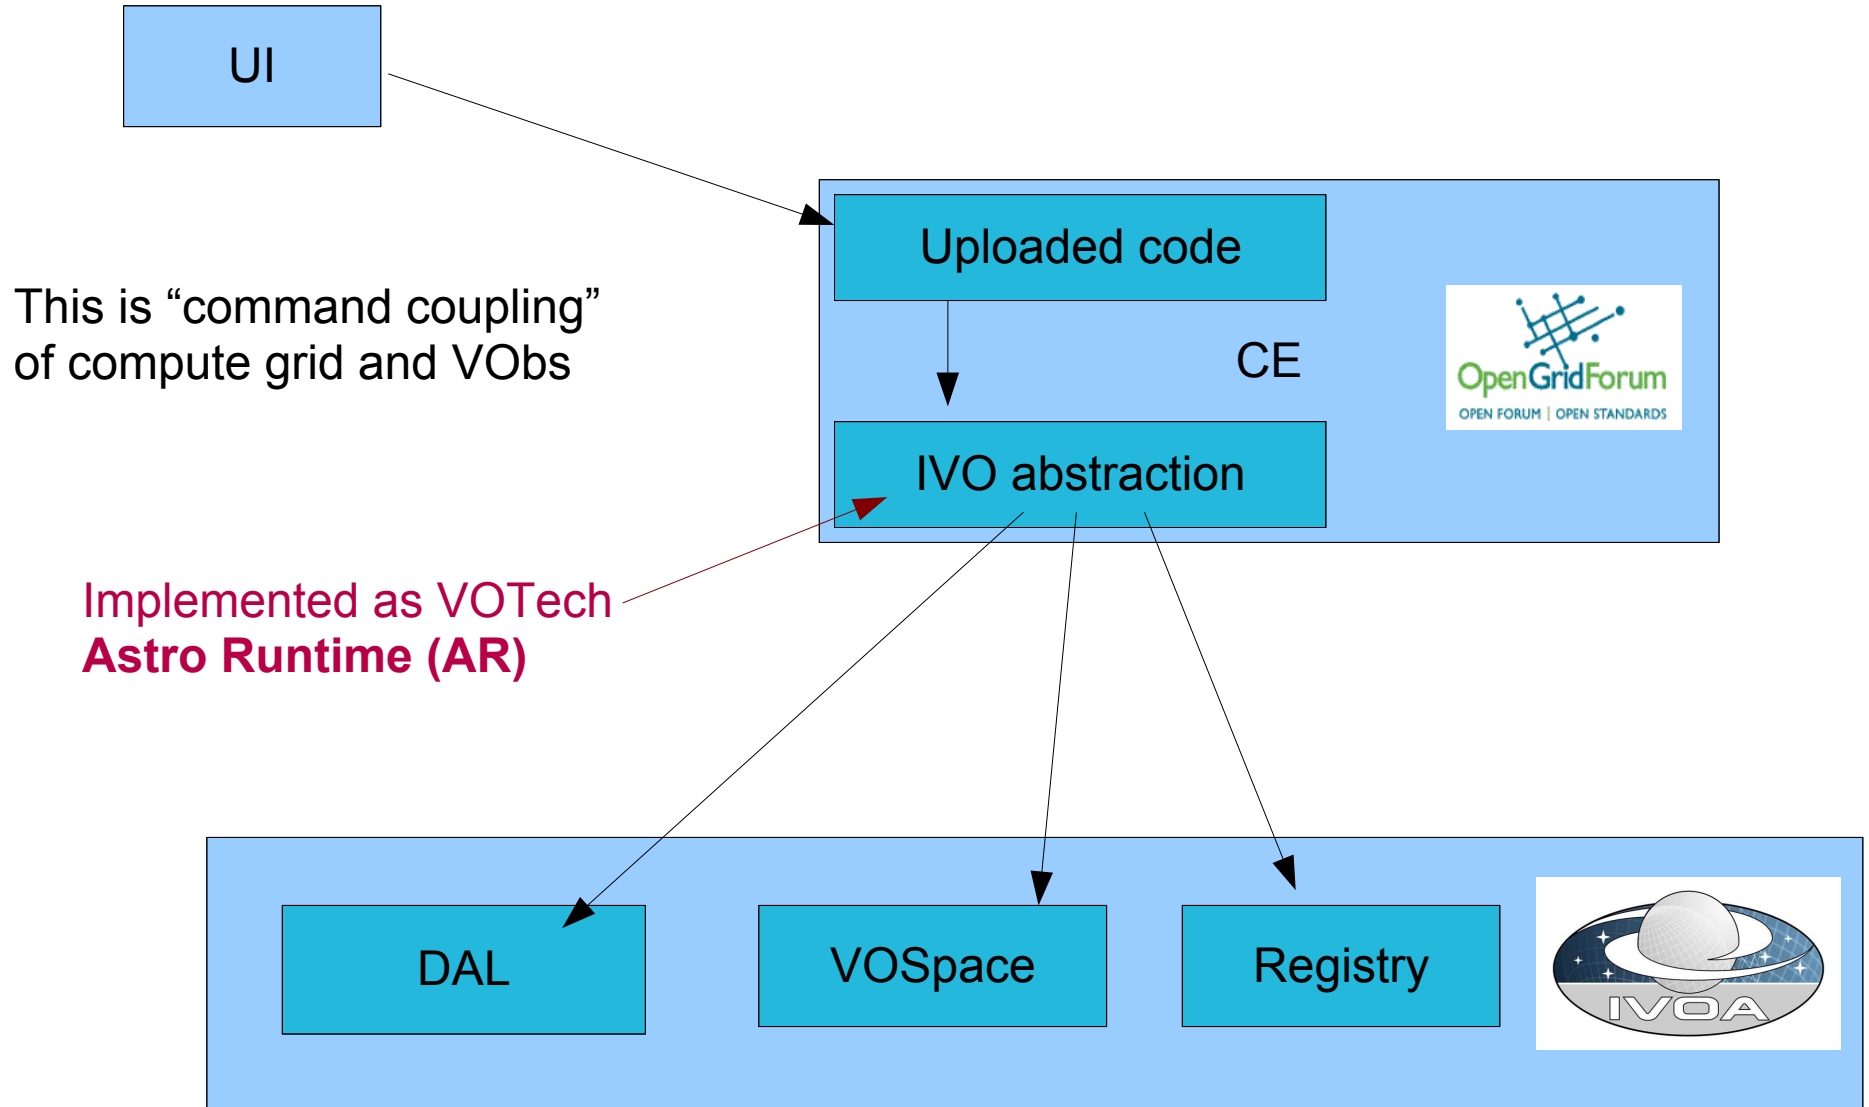 UI
Uploaded code
This is “command coupling”
of compute grid and VObs
CE
OpenGridForum
OPEN FORUM | OPEN STANDARDS
IVO abstraction
Implemented as VOTech
Astro Runtime (AR)
DAL
VOSpace
Registry
IVOA